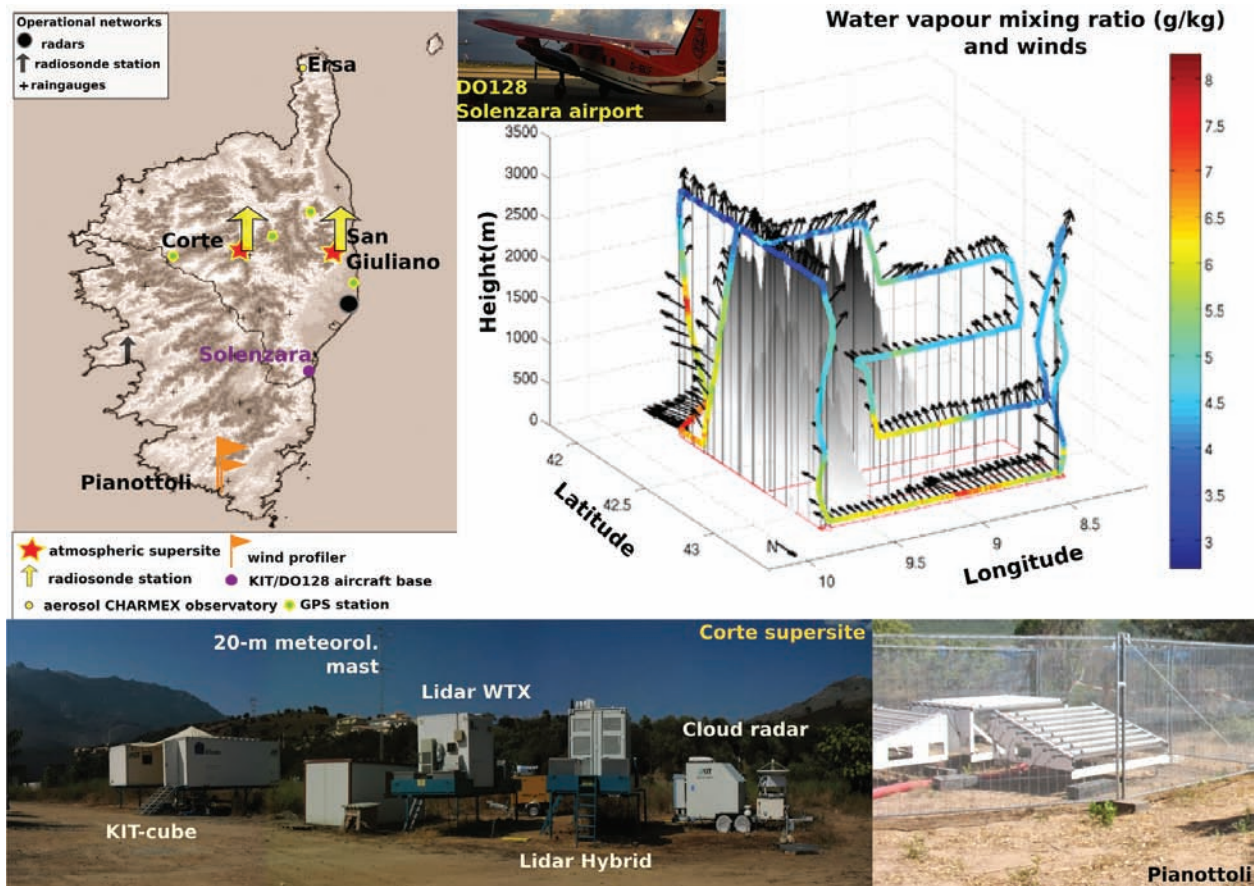 Operational networks
radars
radiosonde station
raingauges
Ersa
Corte
San
Giuliano
Solenzara
Pianottoli
atmospheric supersite
wind profiler
radiosonde station
KIT/DO128 aircraft base
aerosol CHARMEX observatory
GPS station
DO128
Solenzara airport
Water vapour mixing ratio (g/kg)
and winds
Height(m)
3500
3000
2500
2000
1500
1000
500
0
42
42.5
43
Latitude
N
10
9.5
9
8.5
Longitude
8
7.5
7
6.5
6
5.5
5
4.5
4
3.5
3
20-m meteorol.
mast
Corte supersite
Lidar WTX
Cloud radar
KIT-cube
Lidar Hybrid
Pianottoli